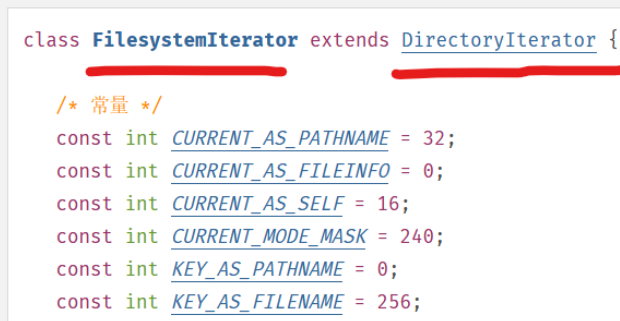 class FilesystemIterator extends DirectoryIterator {
/* 常量 */
const int CURRENT_AS_PATHNAME = 32;
const int CURRENT_AS_FILEINFO = 0;
const int CURRENT_AS_SELF = 16;
const int CURRENT_MODE_MASK = 240;
const int KEY_AS_PATHNAME = 0;
const int KEY_AS_FILENAME = 256;